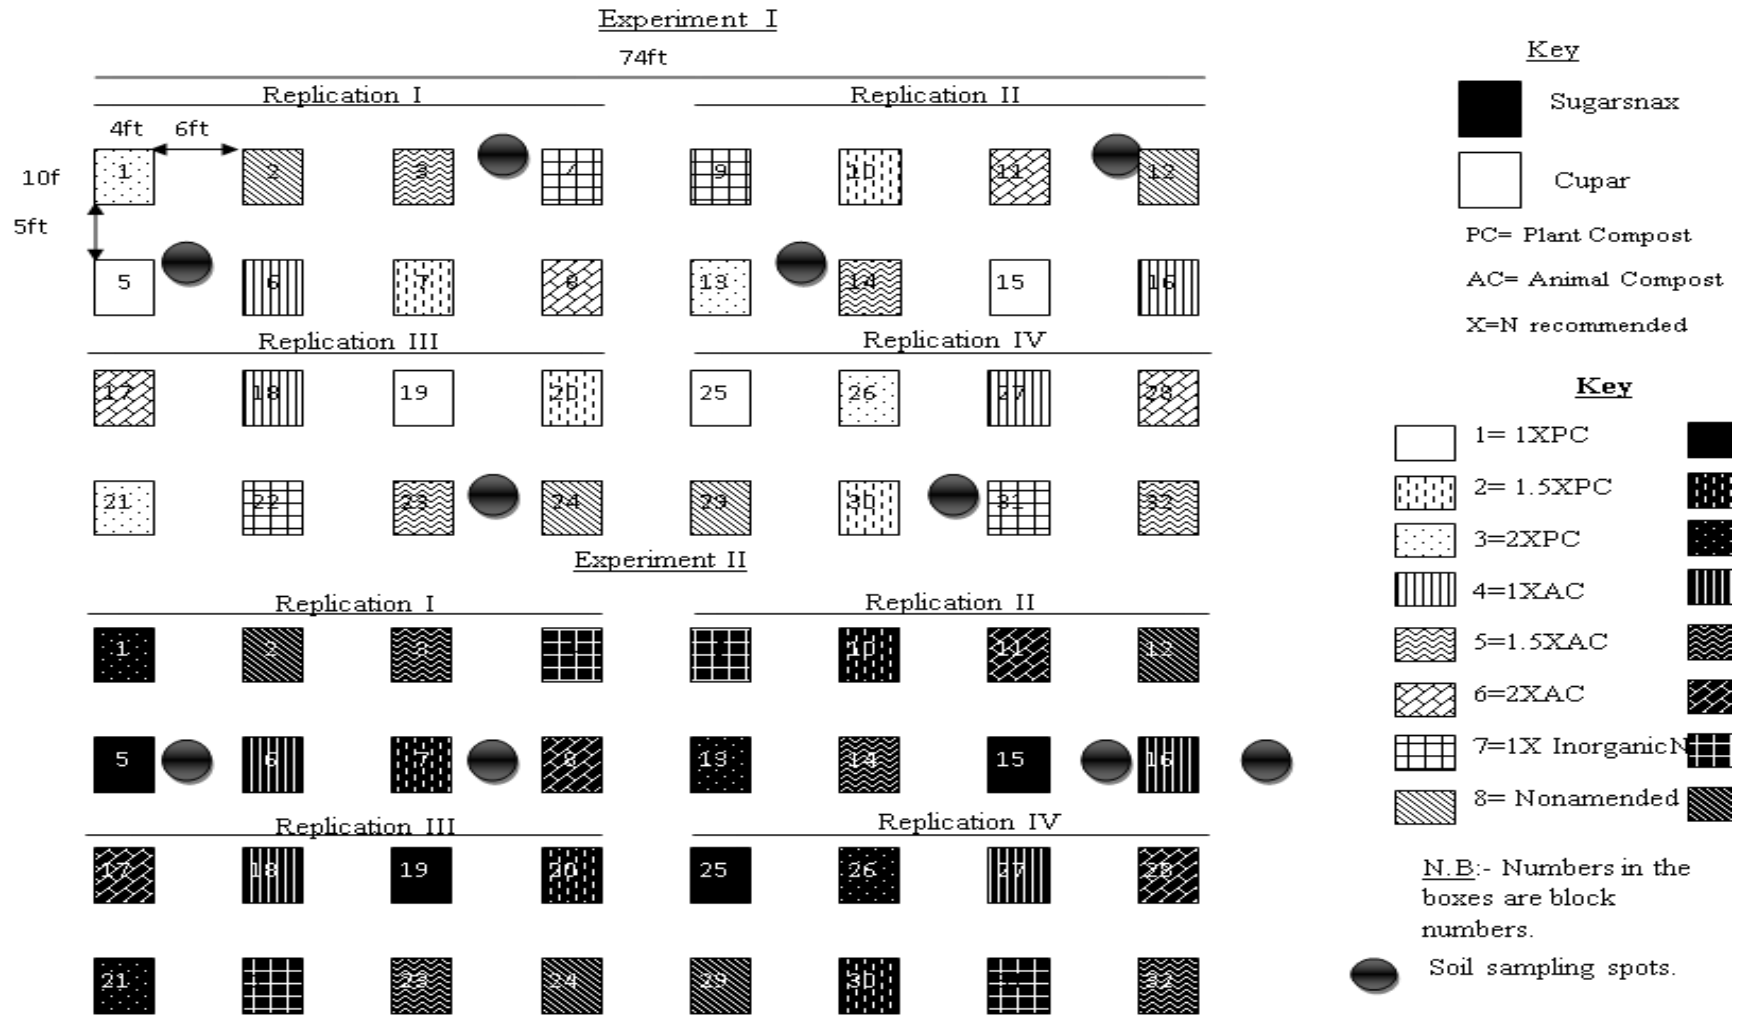 Experiment I
74ft
Replication I
Replication II
4ft 6ft
10f
1 2 3 4 9 10 11 12
5ft
5 6 7 8 13 14 15 16
Replication III
Replication IV
17 18 19 20 25 26 27 28
21 22 23 24 29 30 31 32
Experiment II
Replication I
Replication II
1 2 3 10 11 12
5 6 7 8 13 14 15 16
Replication III
Replication IV
17 18 19 20 25 26 27 28
21 23 24 29 30 32
Key
Sugarsnax
Cupar
PC= Plant Compost
AC= Animal Compost
X=N recommended
Key
1= 1XPC
2= 1.5XPC
3=2XPC
4=1XAC
5=1.5XAC
6=2XAC
7=1X InorganicN
8= Nonamended
N.B:- Numbers in the
boxes are block
numbers.
Soil sampling spots.